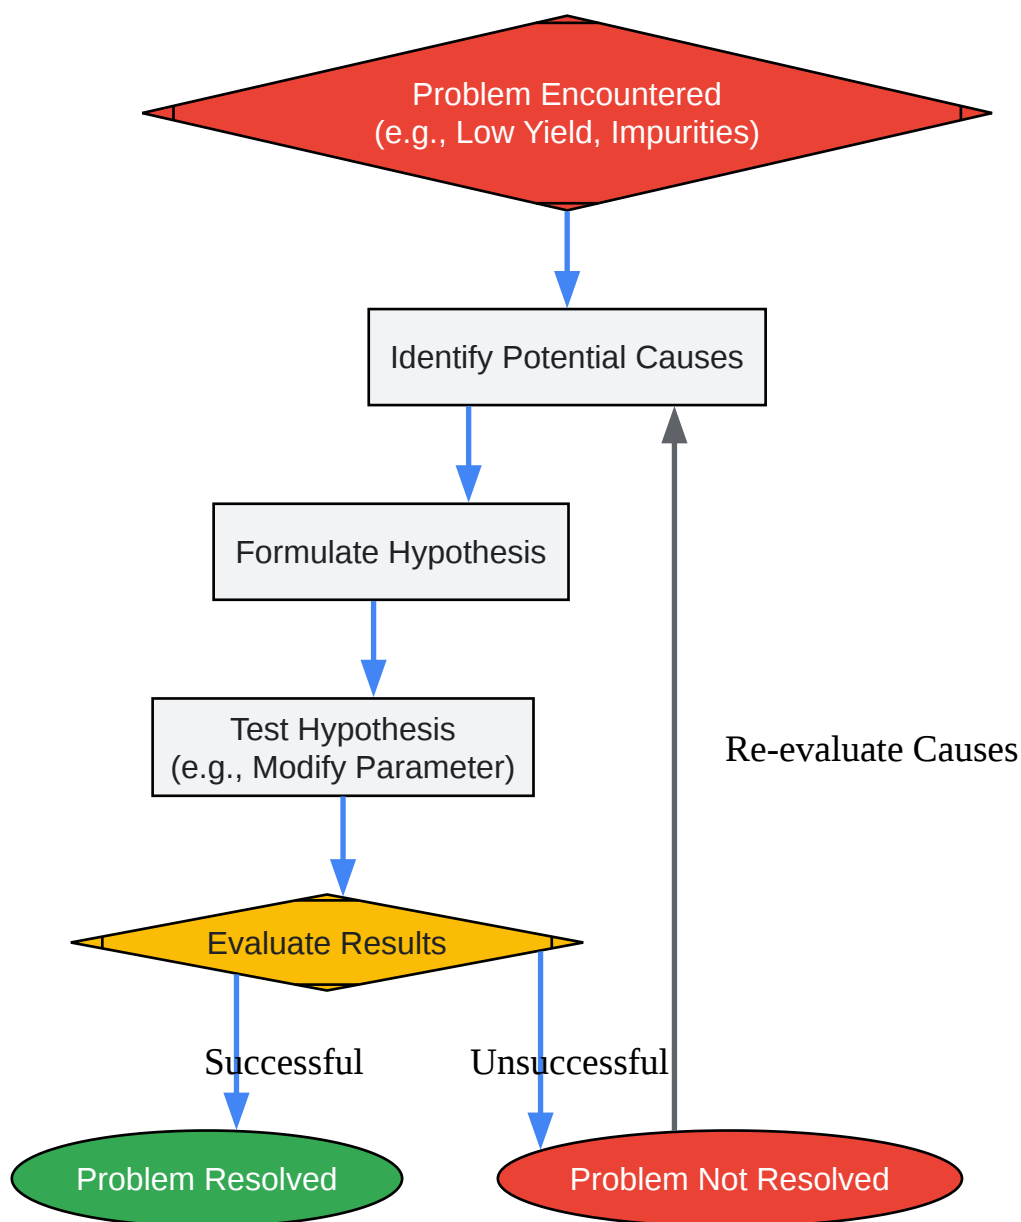 Problem Encountered
(e.g., Low Yield, Impurities)
Identify Potential Causes
Formulate Hypothesis
Test Hypothesis
(e.g., Modify Parameter)
Re-evaluate Causes
Evaluate Results
Successful
Unsuccessful
Problem Resolved
Problem Not Resolved